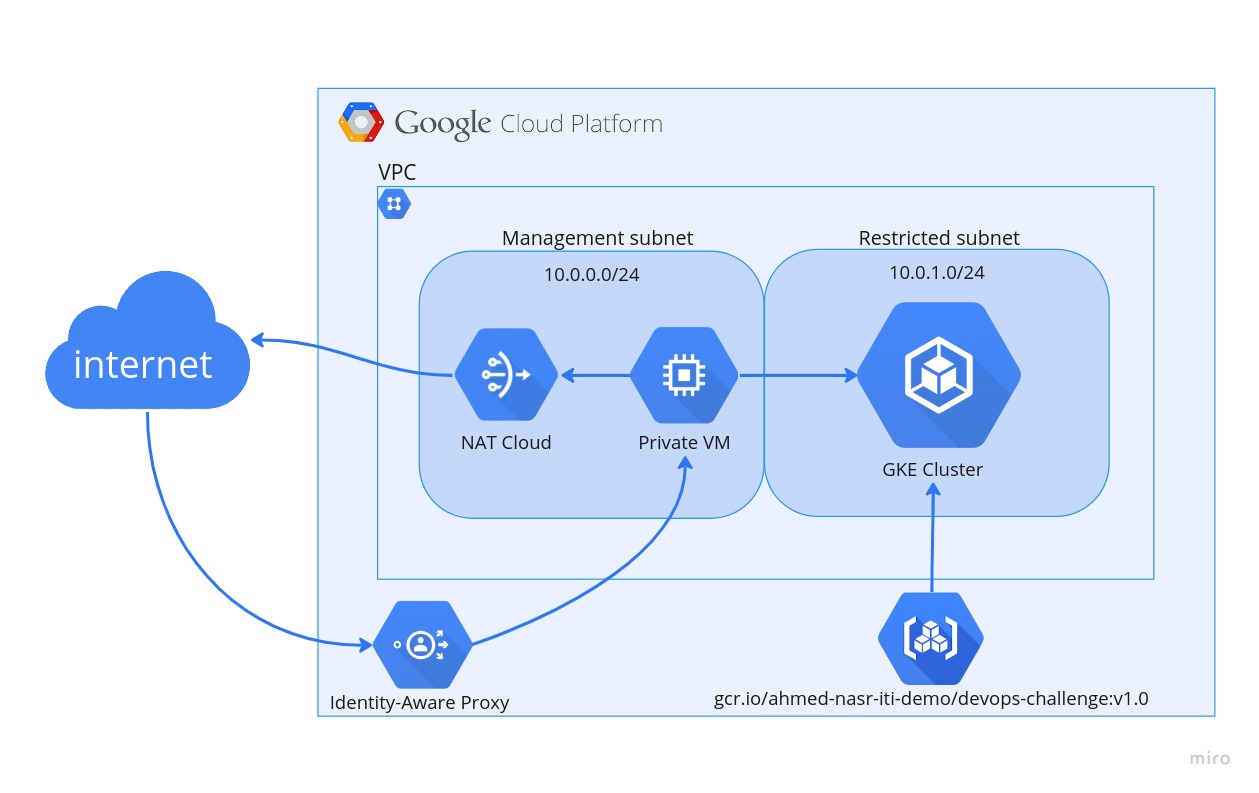 Google Cloud Platform
VPC
Management subnet
Restricted subnet
10.0.0.0/24
10.0.1.0/24
internet
NAT Cloud
Private VM
GKE Cluster
Identity-Aware Proxy
gcr.io/ahmed-nasr-iti-demo/devops-challenge:v1.0
miro